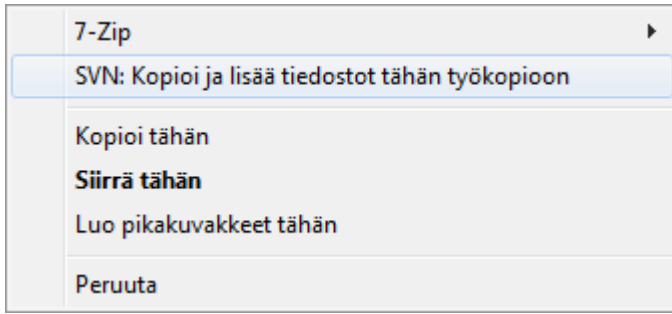 7-Zip
SVN: Kopioi ja lisää tiedostot tähän työkopioon
Kopioi tähän
Siirrä tähän
Luo pikakuvakkeet tähän
Peruuta